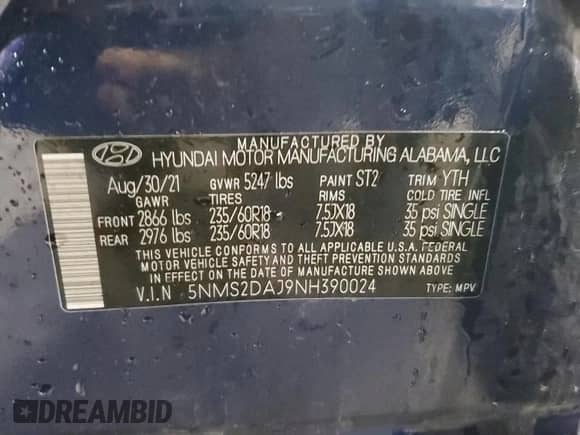 MANUFACTURED BY
HYUNDAI MOTOR MANUFACTURING ALABAMA, LLC
Aug/30/21 GVWR 5247 lbs PAINT ST2 TRIM YTH
GAWR TIRES RIMS COLD TIRE INFL
FRONT 2866 lbs 235/60R18 7.5JX18 35 psi SINGLE
REAR 2976 lbs 235/60R18 7.5JX18 35 psi SINGLE
THIS VEHICLE CONFORMS TO ALL APPLICABLE U.S.A. FEDERAL
MOTOR VEHICLE SAFETY AND THEFT PREVENTION STANDARDS
IN EFFECT ON THE DATE OF MANUFACTURE SHOWN ABOVE.
V.I.N 5NMS2DAJ9NH390024 TYPE: MPV
DREAMBID